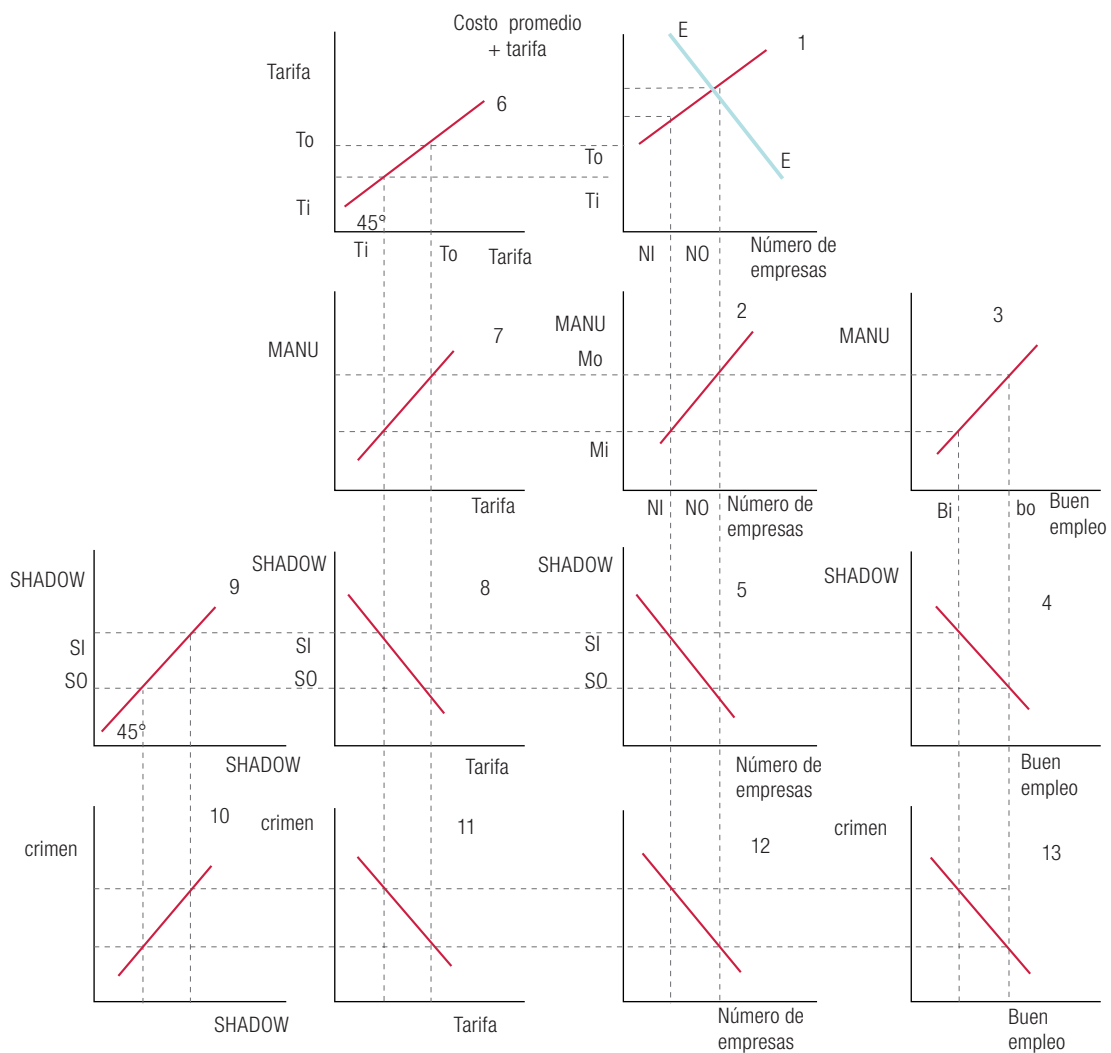 Costo promedio
+ tarifa
Tarifa
6
To
Ti
45°
Ti
To
Tarifa
E
1
To
Ti
E
NI
NO
Número de
empresas
MANU
7
Tarifa
MANU
2
Mo
Mi
NI
NO
Número de
empresas
MANU
3
Bi
bo
Buen
empleo
SHADOW
9
SI
SO
45°
SHADOW
SHADOW
8
SI
SO
Tarifa
SHADOW
5
SI
SO
Número de
empresas
SHADOW
4
Buen
empleo
crimen
10
SHADOW
crimen
11
Tarifa
12
Número de
empresas
crimen
13
Buen
empleo